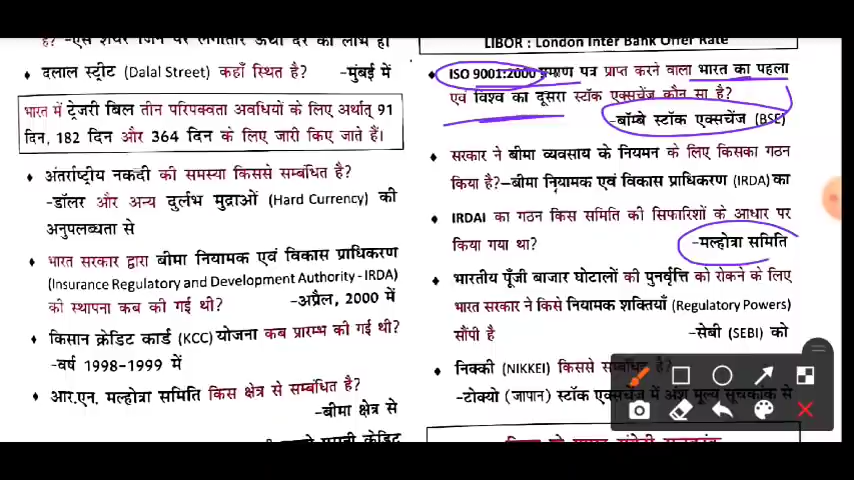 दलाल स्ट्रीट (Dalal Street) कहाँ स्थित है? -मुंबई में
भारत में ट्रेजरी बिल तीन परिपक्वता अवधियों के लिए अर्थात् 91
दिन, 182 दिन और 364 दिन के लिए जारी किए जाते हैं।
अंतर्राष्ट्रीय नकदी की समस्या किससे सम्बंधित है?
-डॉलर और अन्य दुर्लभ मुद्राओं (Hard Currency) की
अनुपलब्धता से
भारत सरकार द्वारा बीमा नियामक एवं विकास प्राधिकरण
(Insurance Regulatory and Development Authority - IRDA)
की स्थापना कब की गई थी? -अप्रैल, 2000 में
किसान क्रेडिट कार्ड (KCC) योजना कब प्रारम्भ की गई थी?
-वर्ष 1998-1999 में
आर.एन. मल्होत्रा समिति किस क्षेत्र से सम्बंधित है?
-बीमा क्षेत्र से
LIBOR : London Inter Bank Offer Rate
ISO 9001:2000 प्रमाण पत्र प्राप्त करने वाला भारत का पहला
एवं विश्व का दूसरा स्टॉक एक्सचेंज कौन सा है?
-बॉम्बे स्टॉक एक्सचेंज (BSE)
सरकार ने बीमा व्यवसाय के नियमन के लिए किसका गठन
किया है?-बीमा नियामक एवं विकास प्राधिकरण (IRDA) का
IRDAI का गठन किस समिति की सिफारिशों के आधार पर
किया गया था? -मल्होत्रा समिति
भारतीय पूँजी बाजार घोटालों की पुनर्वृत्ति को रोकने के लिए
भारत सरकार ने किसे नियामक शक्तियाँ (Regulatory Powers)
सौंपी है -सेबी (SEBI) को
निक्की (NIKKEI) किससे सम्बंधित है?
-टोक्यो (जापान) स्टॉक एक्सचेंज में अंश मूल्य सूचकांक से